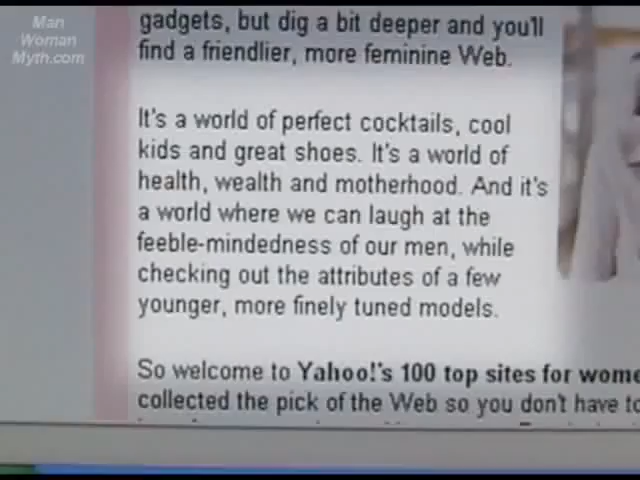 Man
Woman
Myth.com
gadgets, but dig a bit deeper and you'll
find a friendlier, more feminine Web.
It's a world of perfect cocktails, cool
kids and great shoes. It's a world of
health, wealth and motherhood. And it's
a world where we can laugh at the
feeble-mindedness of our men, while
checking out the attributes of a few
younger, more finely tuned models.
So welcome to Yahoo!'s 100 top sites for wome
collected the pick of the Web so you don't have to